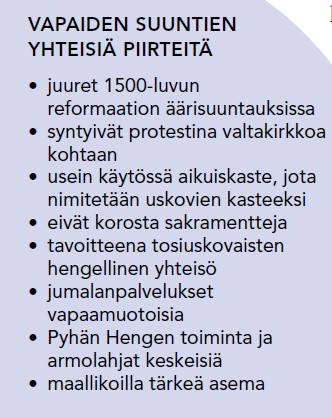 VAPAIDEN SUUNTIEN
YHTEISIÄ PIIRTEITÄ
• juuret 1500-luvun
reformaation äärisuuntauksissa
• syntyivät protestina valtakirkkoa
kohtaan
• usein käytössä aikuiskaste, jota
nimitetään uskovien kasteeksi
• eivät korosta sakramentteja
• tavoitteena tosiuskovaisten
hengellinen yhteisö
• jumalanpalvelukset
vapaamuotoisia
• Pyhän Hengen toiminta ja
armolahjat keskeisiä
• maallikoilla tärkeä asema